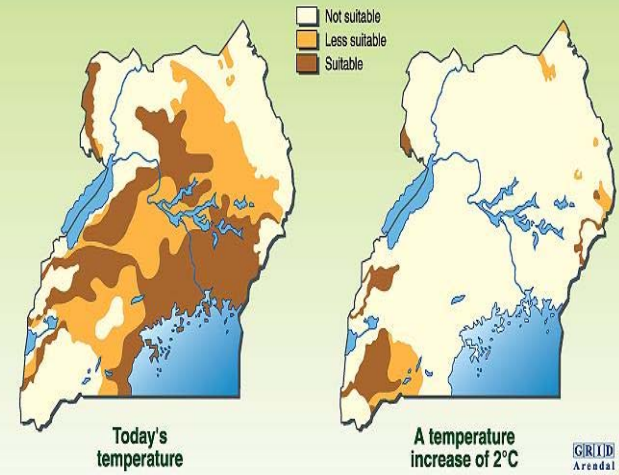 Not suitable
Less suitable
Suitable
Today's
temperature
A temperature
increase of 2°C
GRID
Arendal